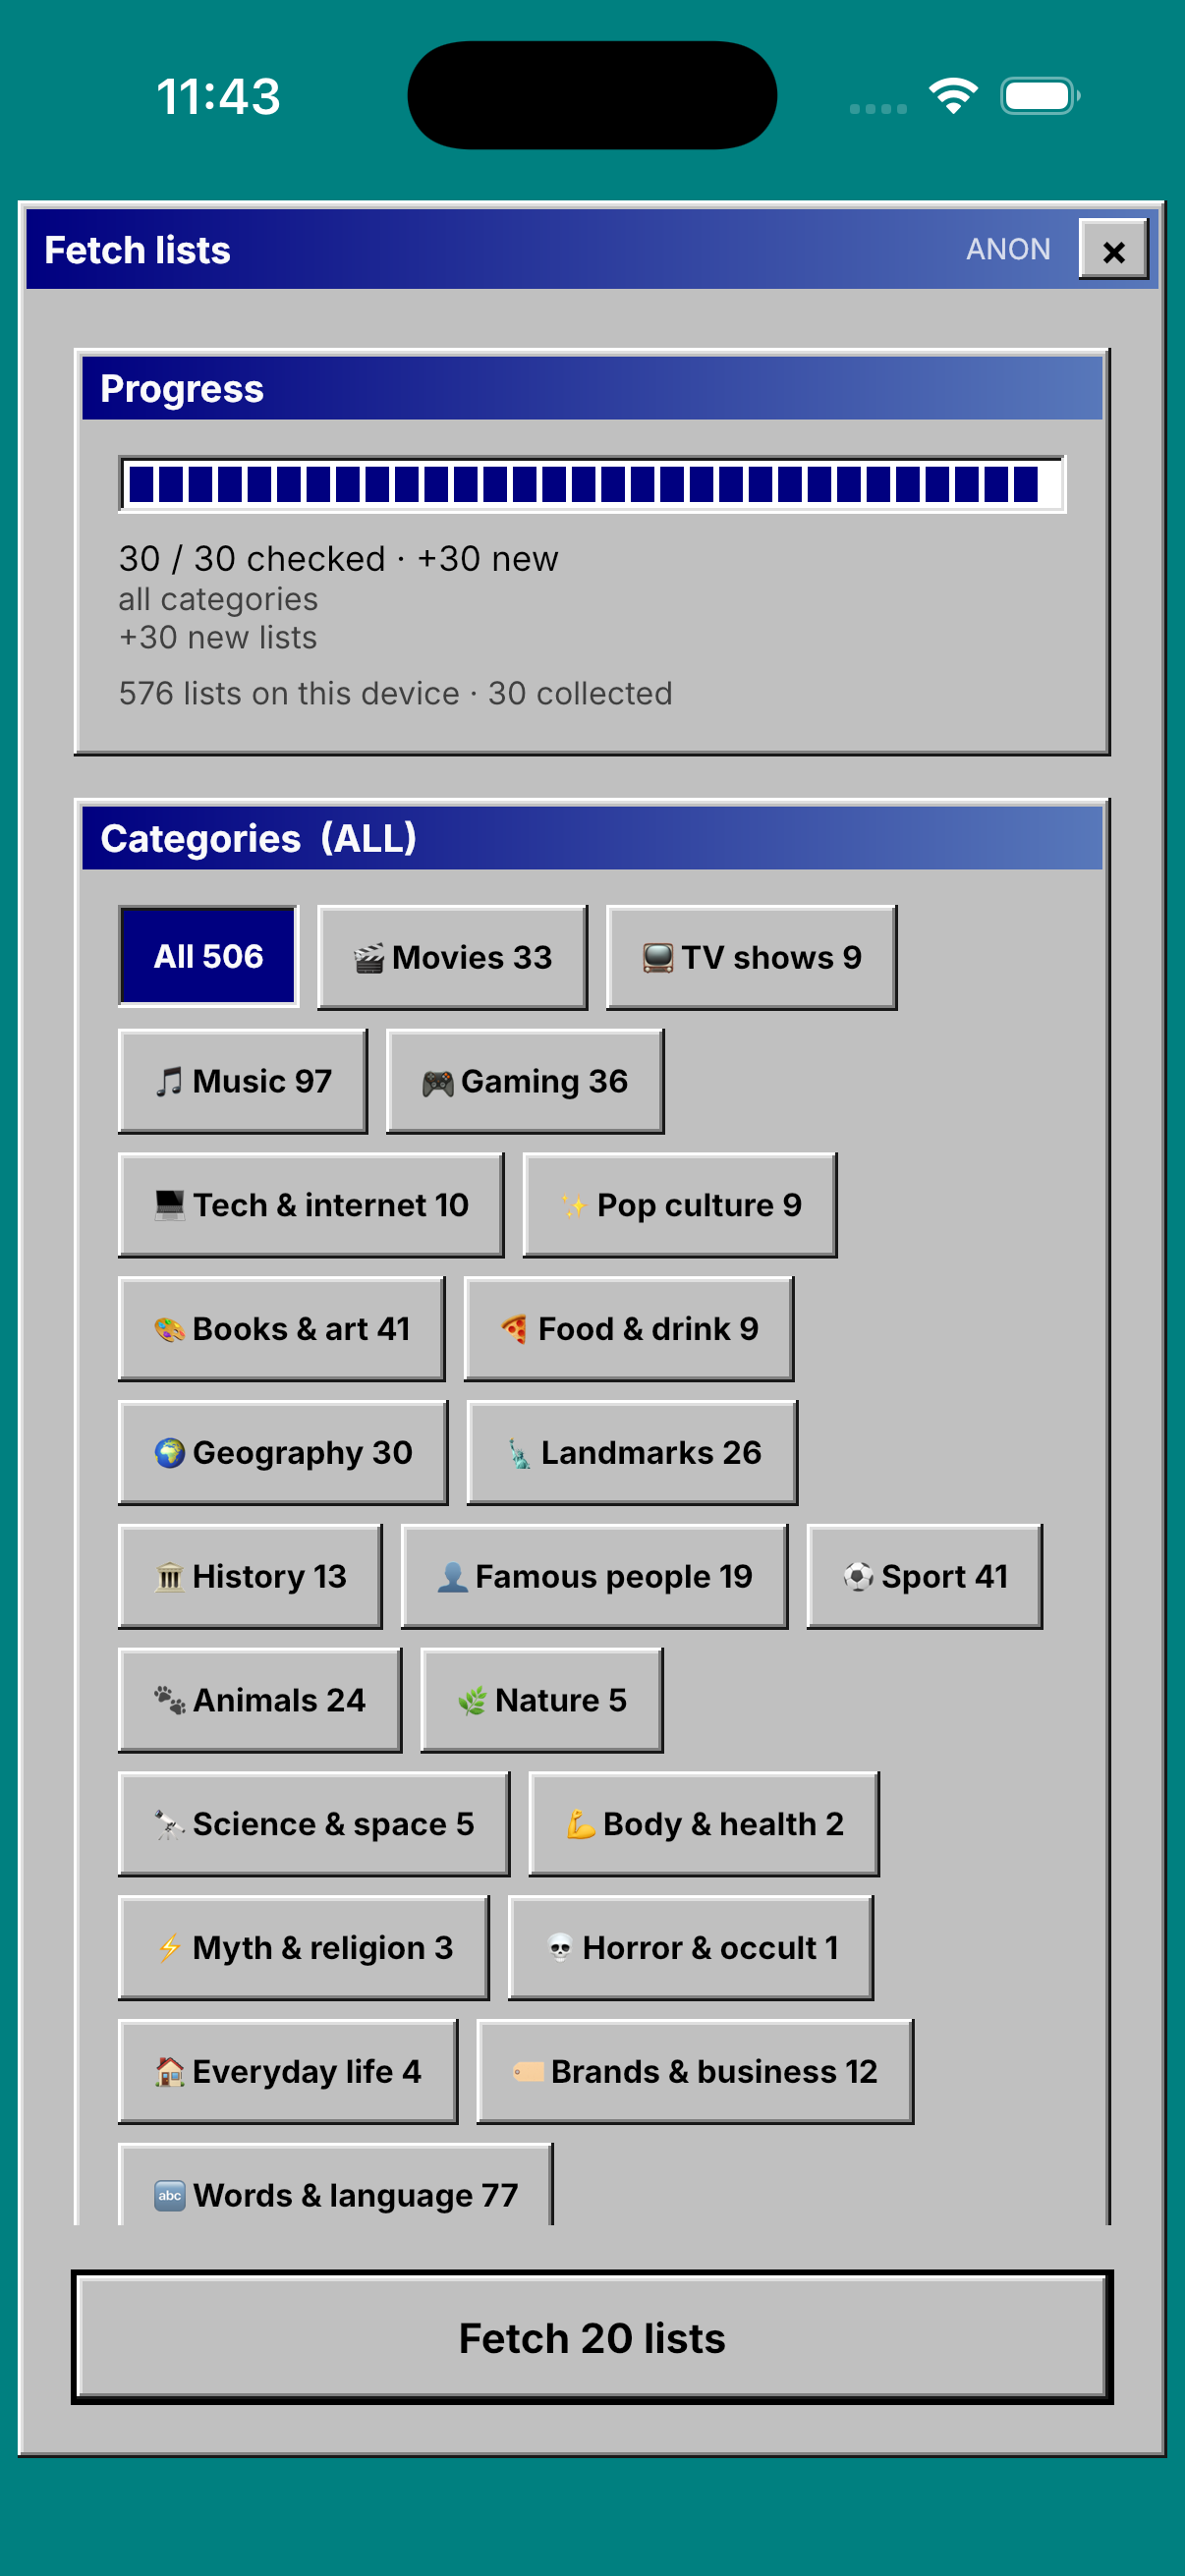 11:43
Fetch lists ANON ×
Progress
30 / 30 checked · +30 new
all categories
+30 new lists
576 lists on this device · 30 collected
Categories (ALL)
All 506 🎬 Movies 33 📺 TV shows 9
🎵 Music 97 🎮 Gaming 36
💻 Tech & internet 10 ✨ Pop culture 9
🎨 Books & art 41 🍕 Food & drink 9
🌍 Geography 30 🗽 Landmarks 26
🏛️ History 13 👤 Famous people 19 ⚽ Sport 41
🐾 Animals 24 🌿 Nature 5
🔭 Science & space 5 💪 Body & health 2
⚡ Myth & religion 3 💀 Horror & occult 1
🏠 Everyday life 4 🏷️ Brands & business 12
🔤 Words & language 77
Fetch 20 lists